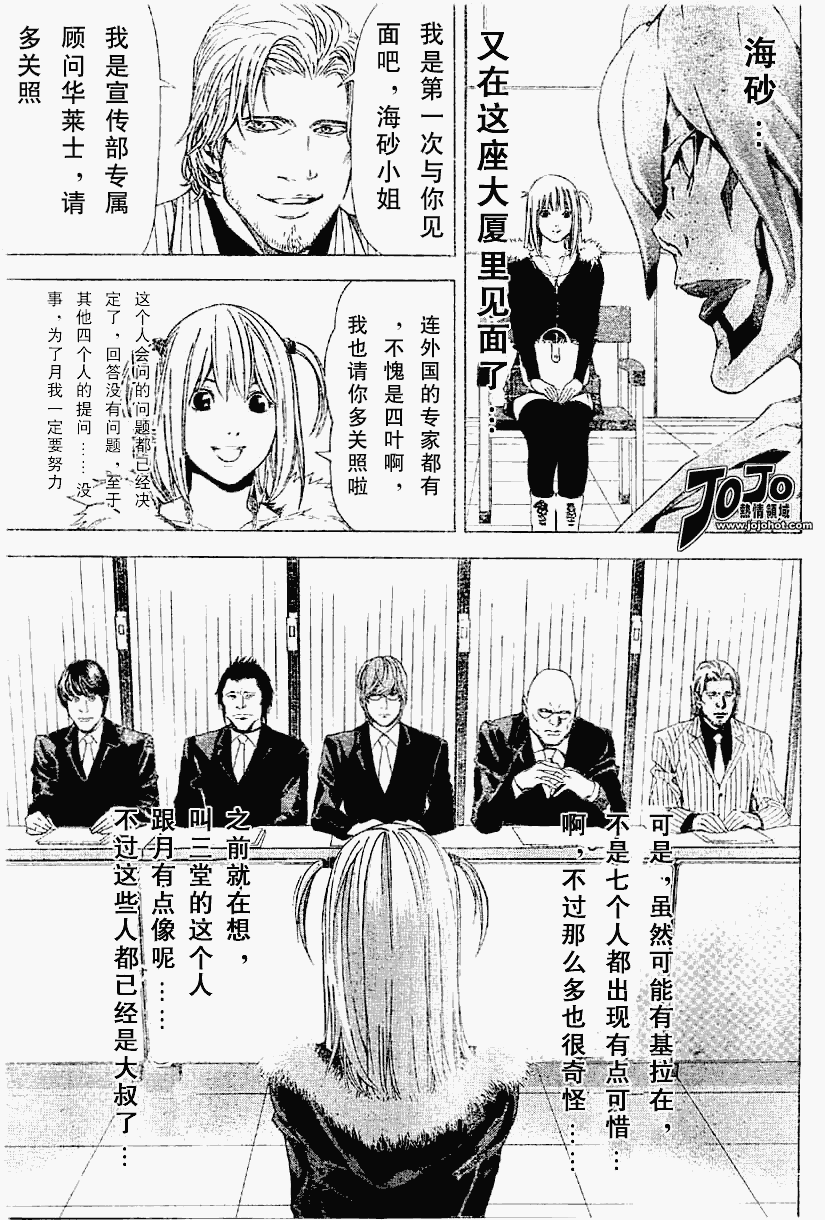 海砂…
又在这座大厦里见面了…
我是第一次与你见
面吧，海砂小姐
我是宣传部专属
顾问华莱士，请
多关照
连外国的专家都有
，不愧是四叶啊，
我也请你多关照啦
这个人会问的问题都已经决
定了，回答没有问题，至于
其他四个人的提问……没
事，为了月我一定要努力
JOJO
熱情領域
www.jojohot.com
可是，虽然可能有基拉在，
不是七个人都出现有点可惜…
啊，不过那么多也很奇怪……
之前就在想，
叫三堂的这个人
跟月有点像呢……
不过这些人都已经是大叔了…